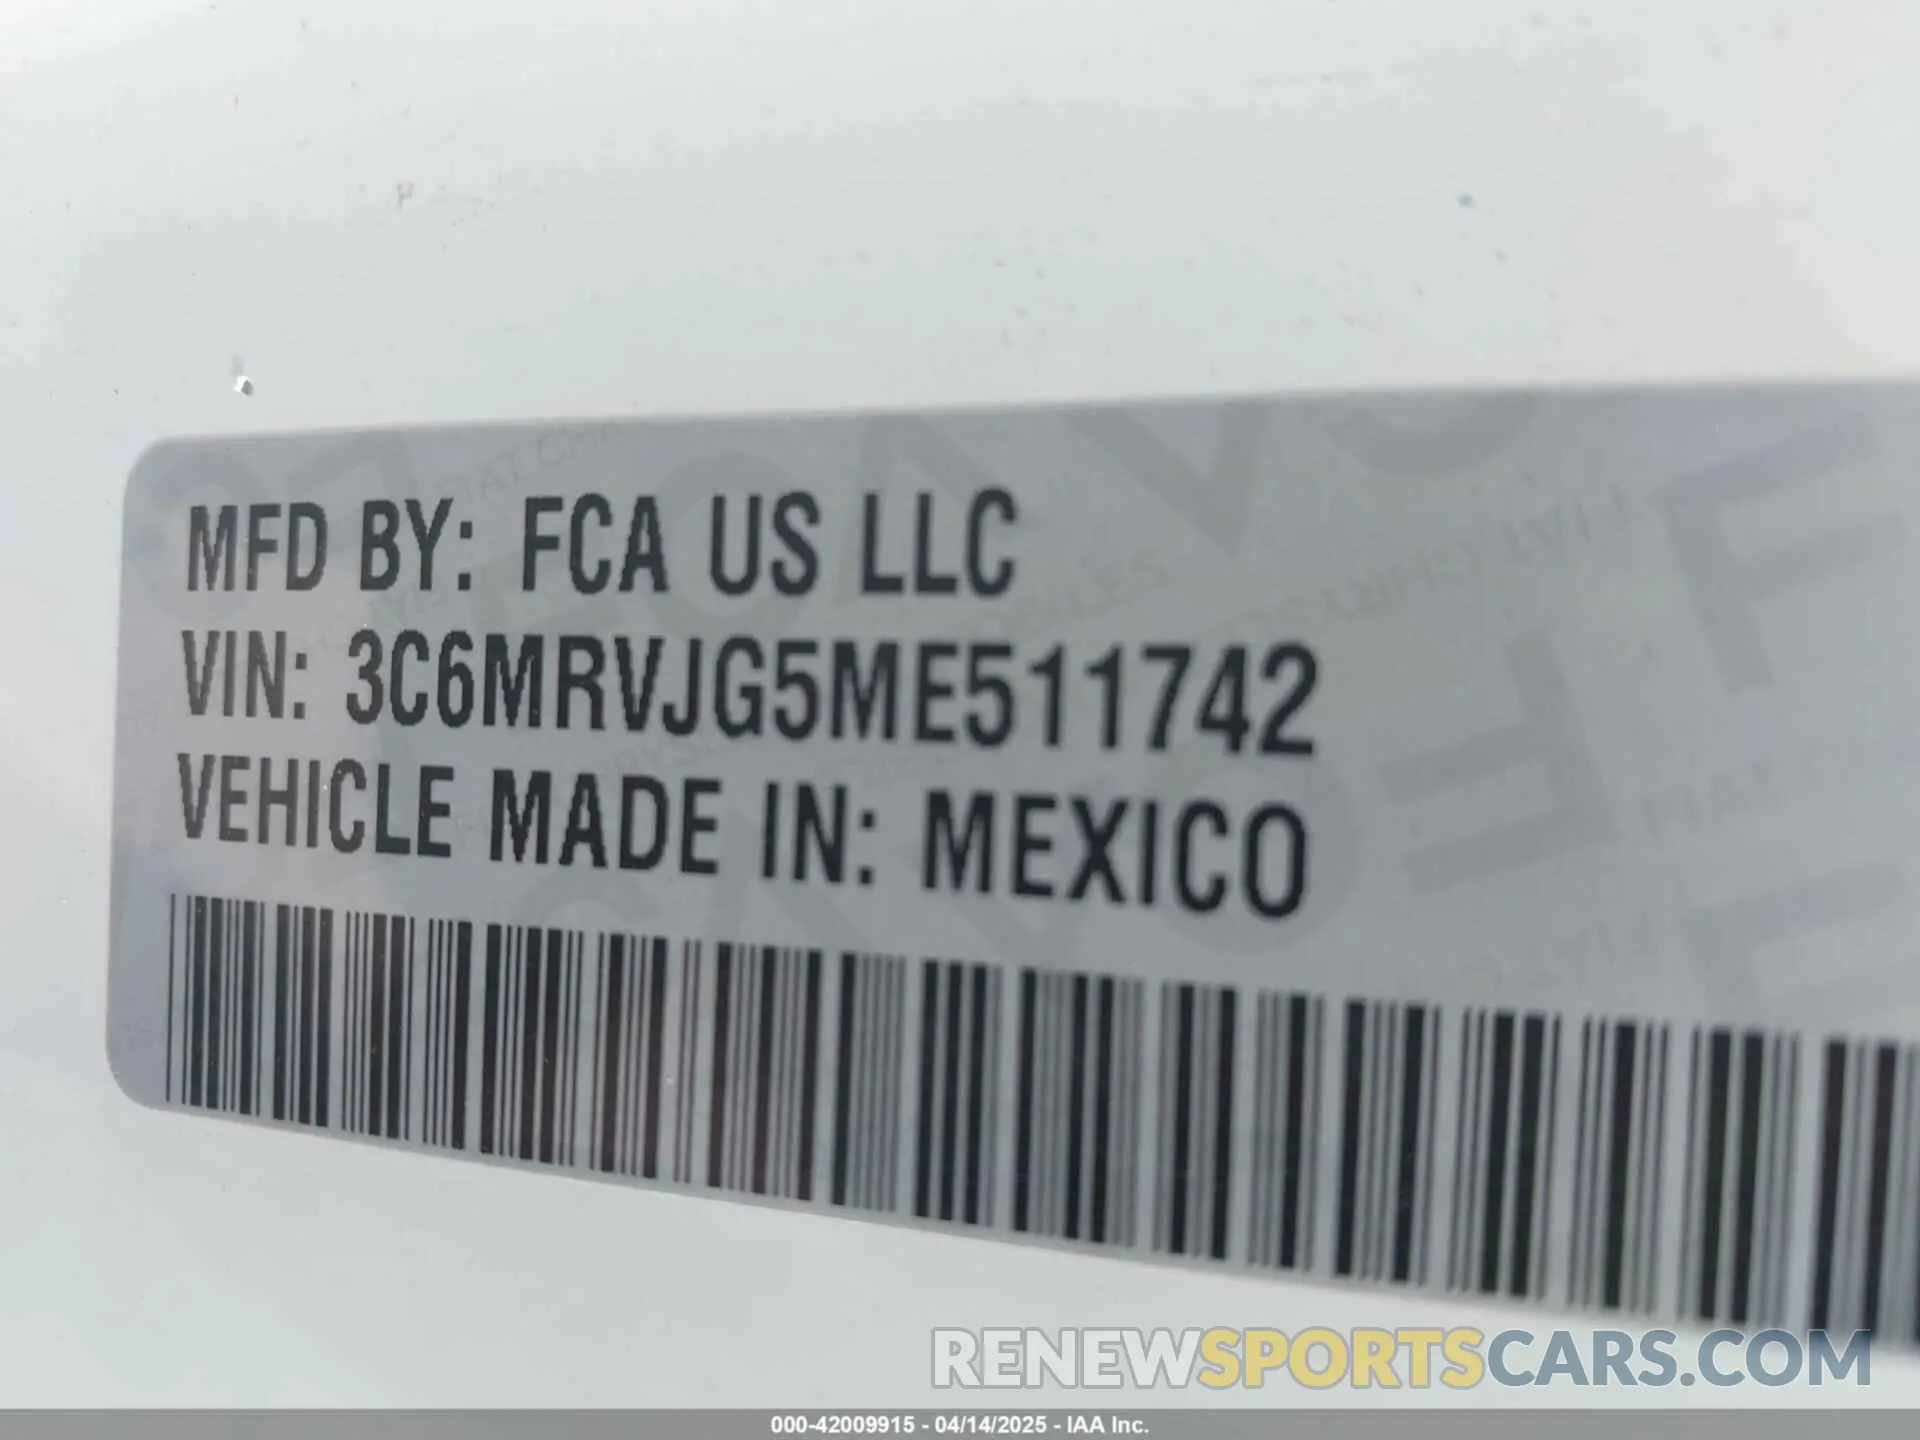 MFD BY: FCA US LLC
VIN: 3C6MRVJG5ME511742
VEHICLE MADE IN: MEXICO
RENEWSPORTSCARS.COM
000-42009915 - 04/14/2025 - IAA Inc.